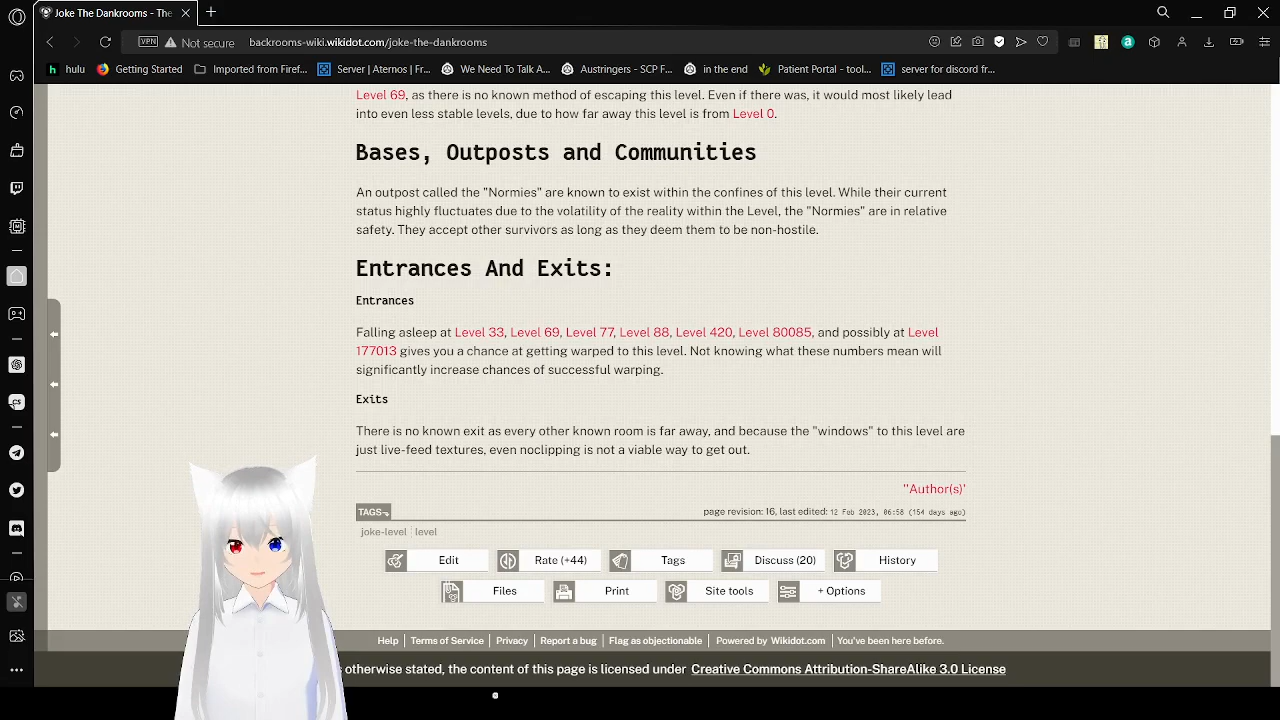 Joke The Dankrooms - The
VPN Not secure backrooms-wiki.wikidot.com/joke-the-dankrooms
hulu Getting Started Imported from Firef... Server | Aternos | Fr... We Need To Talk A... Austringers - SCP F... in the end Patient Portal - tool... server for discord fr...
Level 69, as there is no known method of escaping this level. Even if there was, it would most likely lead
into even less stable levels, due to how far away this level is from Level 0.
Bases, Outposts and Communities
An outpost called the "Normies" are known to exist within the confines of this level. While their current
status highly fluctuates due to the volatility of the reality within the Level, the "Normies" are in relative
safety. They accept other survivors as long as they deem them to be non-hostile.
Entrances And Exits:
Entrances
Falling asleep at Level 33, Level 69, Level 77, Level 88, Level 420, Level 80085, and possibly at Level
177013 gives you a chance at getting warped to this level. Not knowing what these numbers mean will
significantly increase chances of successful warping.
Exits
There is no known exit as every other known room is far away, and because the "windows" to this level are
just live-feed textures, even noclipping is not a viable way to get out.
''Author(s)'
TAGS
page revision: 16, last edited: 12 Feb 2023, 06:58 (154 days ago)
joke-level level
Edit Rate (+44) Tags Discuss (20) History
Files Print Site tools + Options
Help | Terms of Service | Privacy | Report a bug | Flag as objectionable | Powered by Wikidot.com | You've been here before.
otherwise stated, the content of this page is licensed under Creative Commons Attribution-ShareAlike 3.0 License